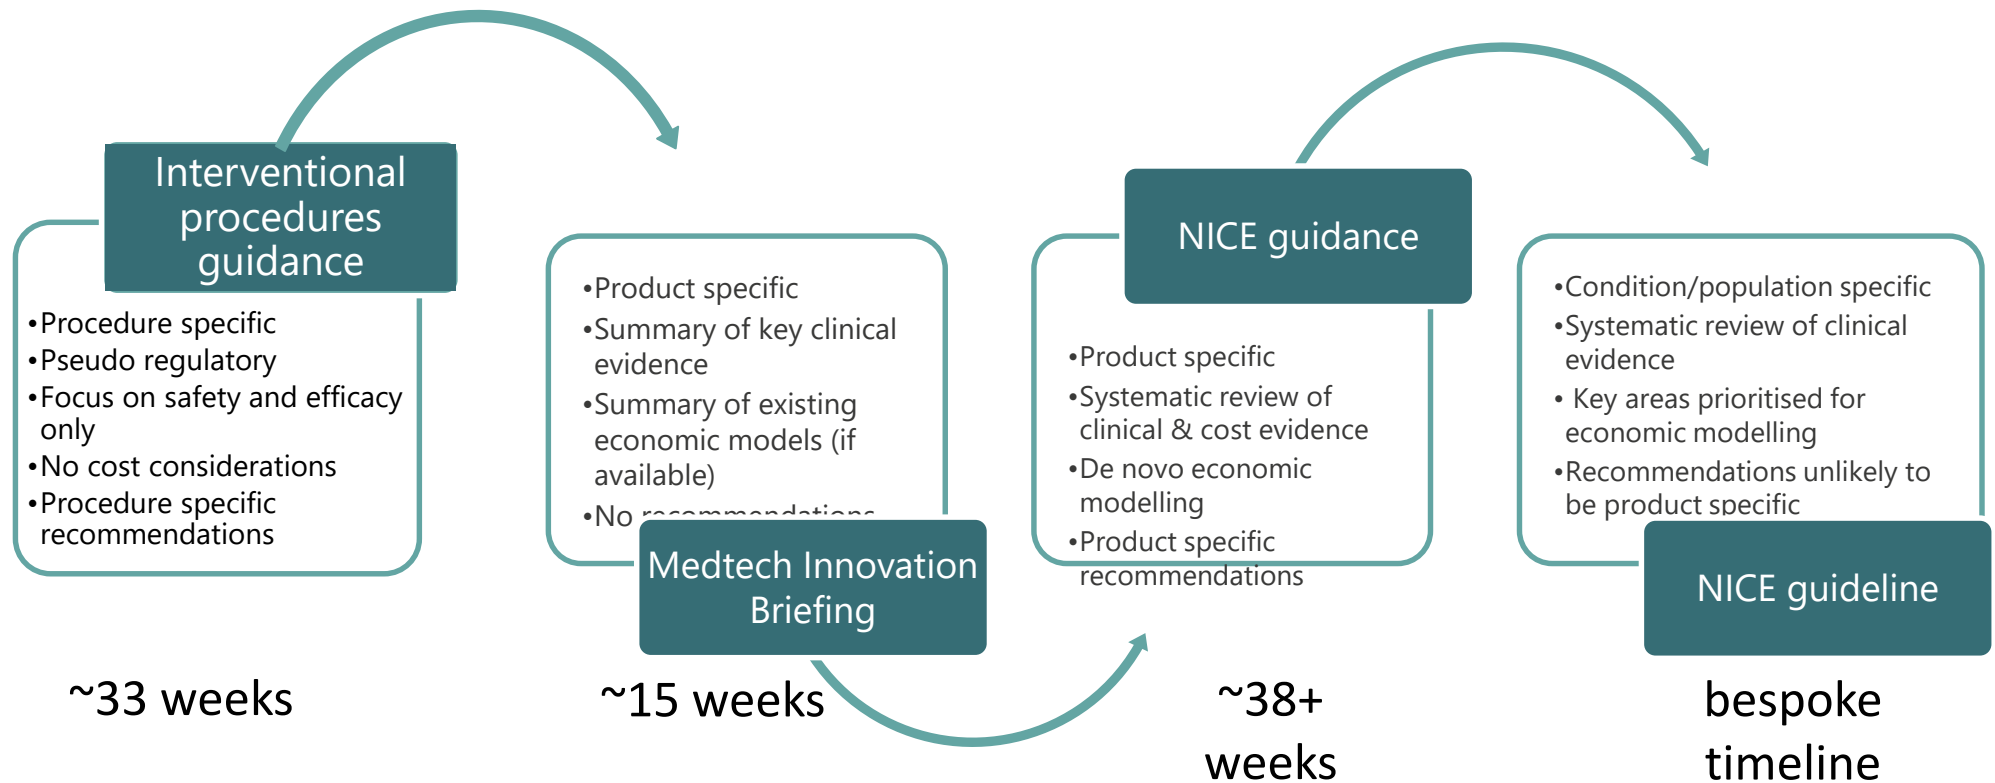 Interventional
procedures
guidance
•Procedure specific
•Pseudo regulatory
•Focus on safety and efficacy
only
•No cost considerations
•Procedure specific
recommendations
~33 weeks
•Product specific
•Summary of key clinical
evidence
•Summary of existing
economic models (if
available)
•No recommendations
Medtech Innovation
Briefing
~15 weeks
NICE guidance
•Product specific
•Systematic review of
clinical & cost evidence
•De novo economic
modelling
•Product specific
recommendations
~38+
weeks
•Condition/population specific
•Systematic review of clinical
evidence
• Key areas prioritised for
economic modelling
•Recommendations unlikely to
be product specific
NICE guideline
bespoke
timeline